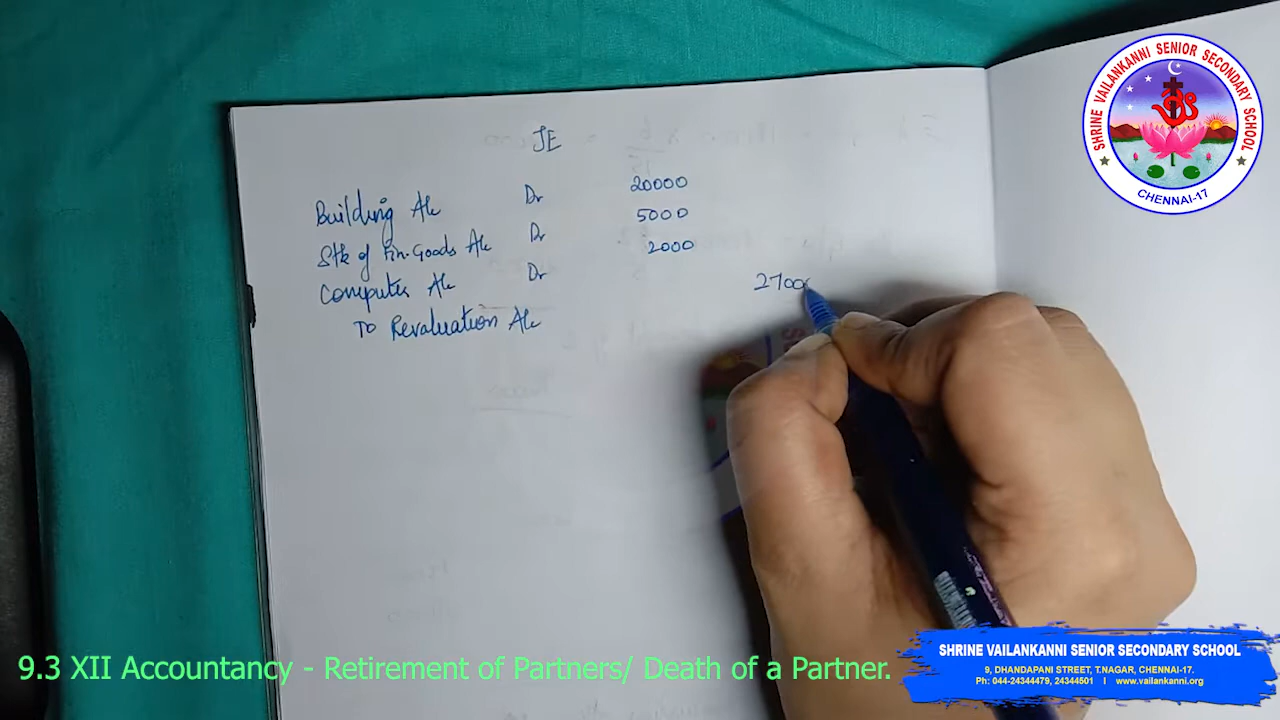 JE
Building A/c Dr 20000
Stk of Fin. Goods A/c Dr 5000
Computer A/c Dr 2000
To Revaluation A/c 27000
SHRINE VAILANKANNI SENIOR SECONDARY SCHOOL
CHENNAI-17
9.3 XII Accountancy - Retirement of Partners/ Death of a Partner.
SHRINE VAILANKANNI SENIOR SECONDARY SCHOOL
9, DHANDAPANI STREET, T.NAGAR, CHENNAI-17.
Ph: 044-24344479, 24344501 I www.vailankanni.org